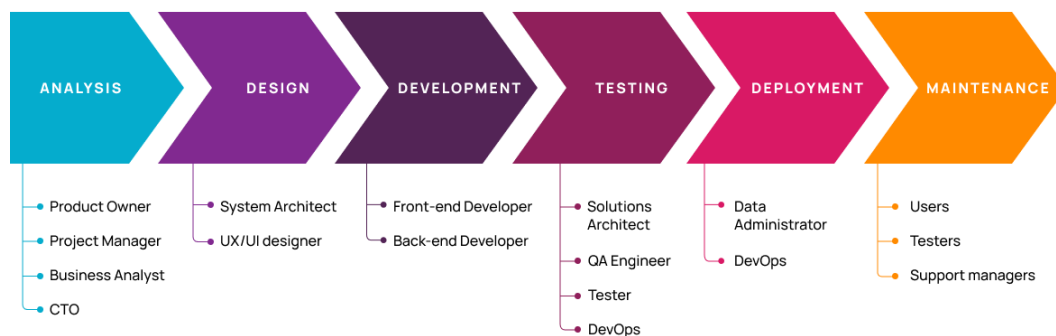 ANALYSIS
DESIGN
DEVELOPMENT
TESTING
DEPLOYMENT
MAINTENANCE
Product Owner
Project Manager
Business Analyst
CTO
System Architect
UX/UI designer
Front-end Developer
Back-end Developer
Solutions
Architect
QA Engineer
Tester
DevOps
Data
Administrator
DevOps
Users
Testers
Support managers